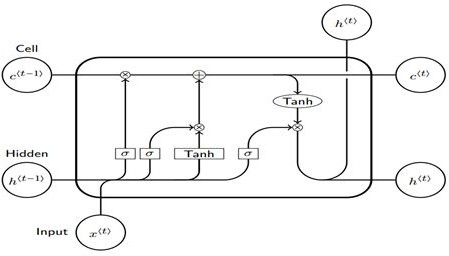 h⟨t⟩
Cell
c⟨t−1⟩
⊗
⊕
c⟨t⟩
Tanh
⊗
⊗
Hidden
σ
σ
Tanh
σ
h⟨t−1⟩
h⟨t⟩
Input
x⟨t⟩